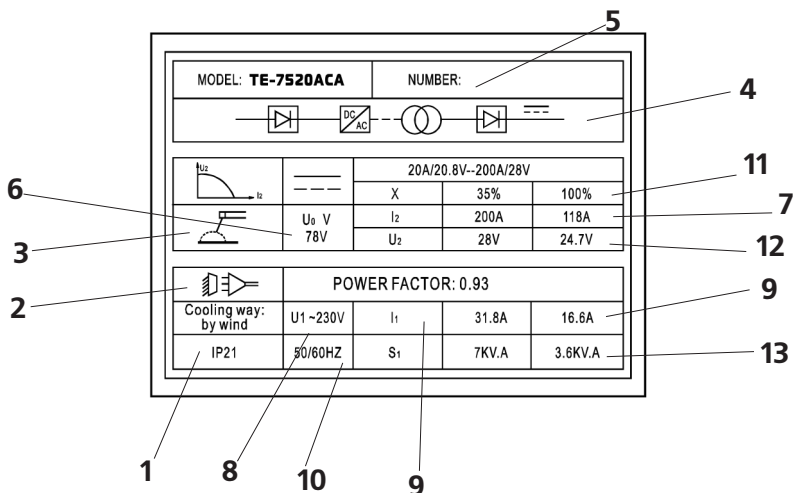 5
MODEL: TE-7520ACA NUMBER:
DC
AC
4
U2
I2
20A/20.8V--200A/28V
11
6
X 35% 100%
U0 V
78V
I2 200A 118A
7
3
U2 28V 24.7V
12
2
POWER FACTOR: 0.93
9
Cooling way:
by wind
U1 ~230V I1 31.8A 16.6A
IP21 50/60HZ S1 7KV.A 3.6KV.A
13
1 8 10 9